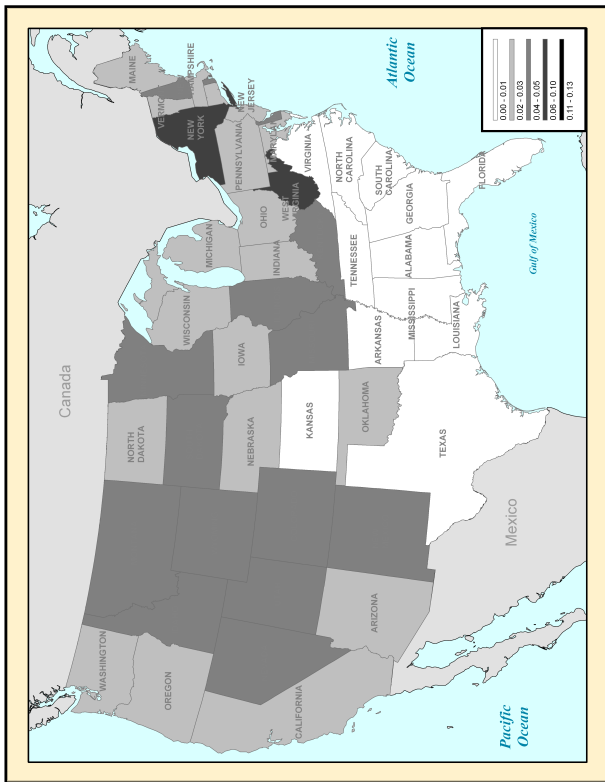 Canada
WASHINGTON
OREGON
CALIFORNIA
ARIZONA
NORTH
DAKOTA
NEBRASKA
KANSAS
OKLAHOMA
TEXAS
IOWA
WISCONSIN
MICHIGAN
INDIANA
OHIO
WEST
PENNSYLVANIA
NEW
YORK
MAINE
NEW
JERSEY
VIRGINIA
NORTH
CAROLINA
SOUTH
CAROLINA
TENNESSEE
ARKANSAS
MISSISSIPPI
ALABAMA
GEORGIA
LOUISIANA
FLORIDA
Pacific
Ocean
Mexico
Gulf of Mexico
Atlantic
Ocean
0.00 - 0.01
0.02 - 0.03
0.04 - 0.05
0.06 - 0.10
0.11 - 0.13